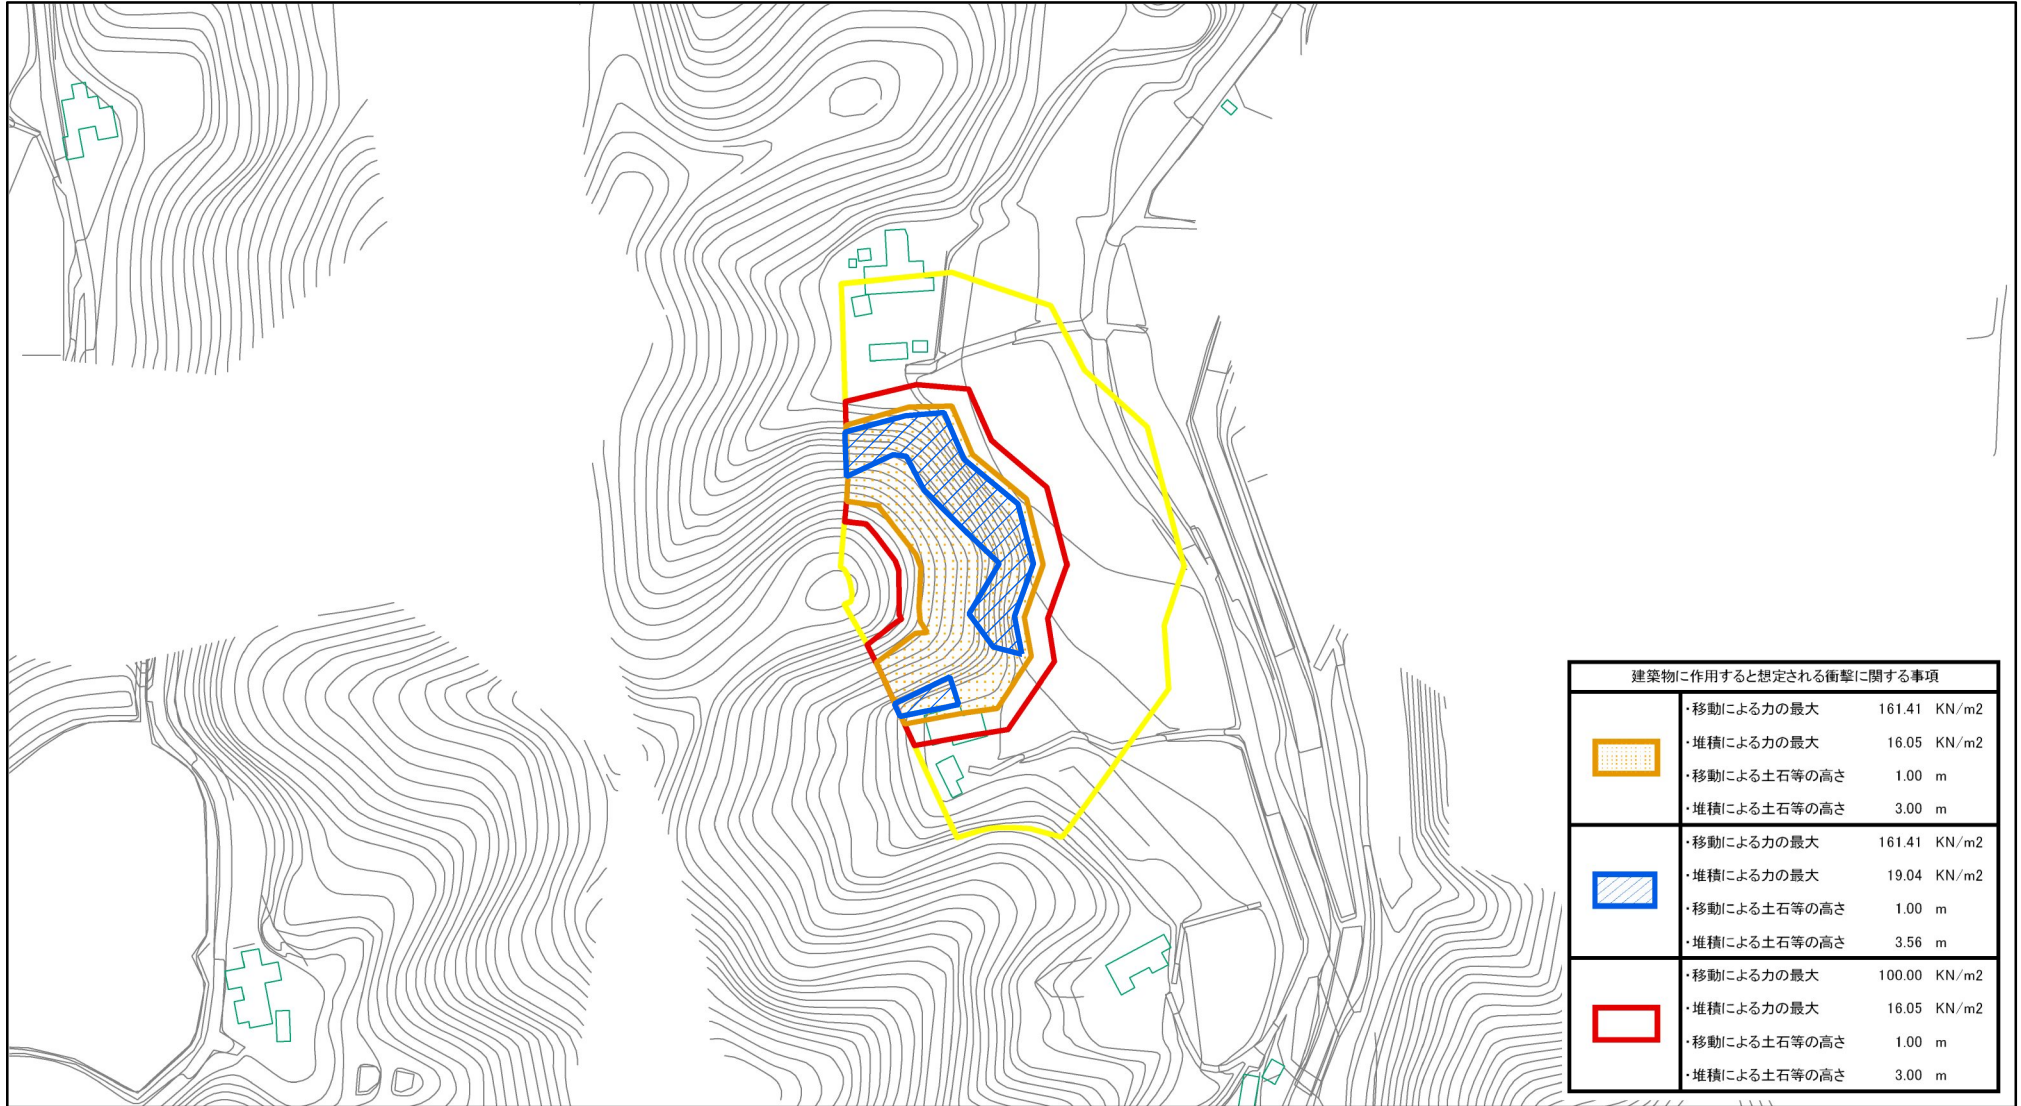 建築物に作用すると想定される衝撃に関する事項
・移動による力の最大 161.41 KN/m2
・堆積による力の最大 16.05 KN/m2
・移動による土石等の高さ 1.00 m
・堆積による土石等の高さ 3.00 m
・移動による力の最大 161.41 KN/m2
・堆積による力の最大 19.04 KN/m2
・移動による土石等の高さ 1.00 m
・堆積による土石等の高さ 3.56 m
・移動による力の最大 100.00 KN/m2
・堆積による力の最大 16.05 KN/m2
・移動による土石等の高さ 1.00 m
・堆積による土石等の高さ 3.00 m